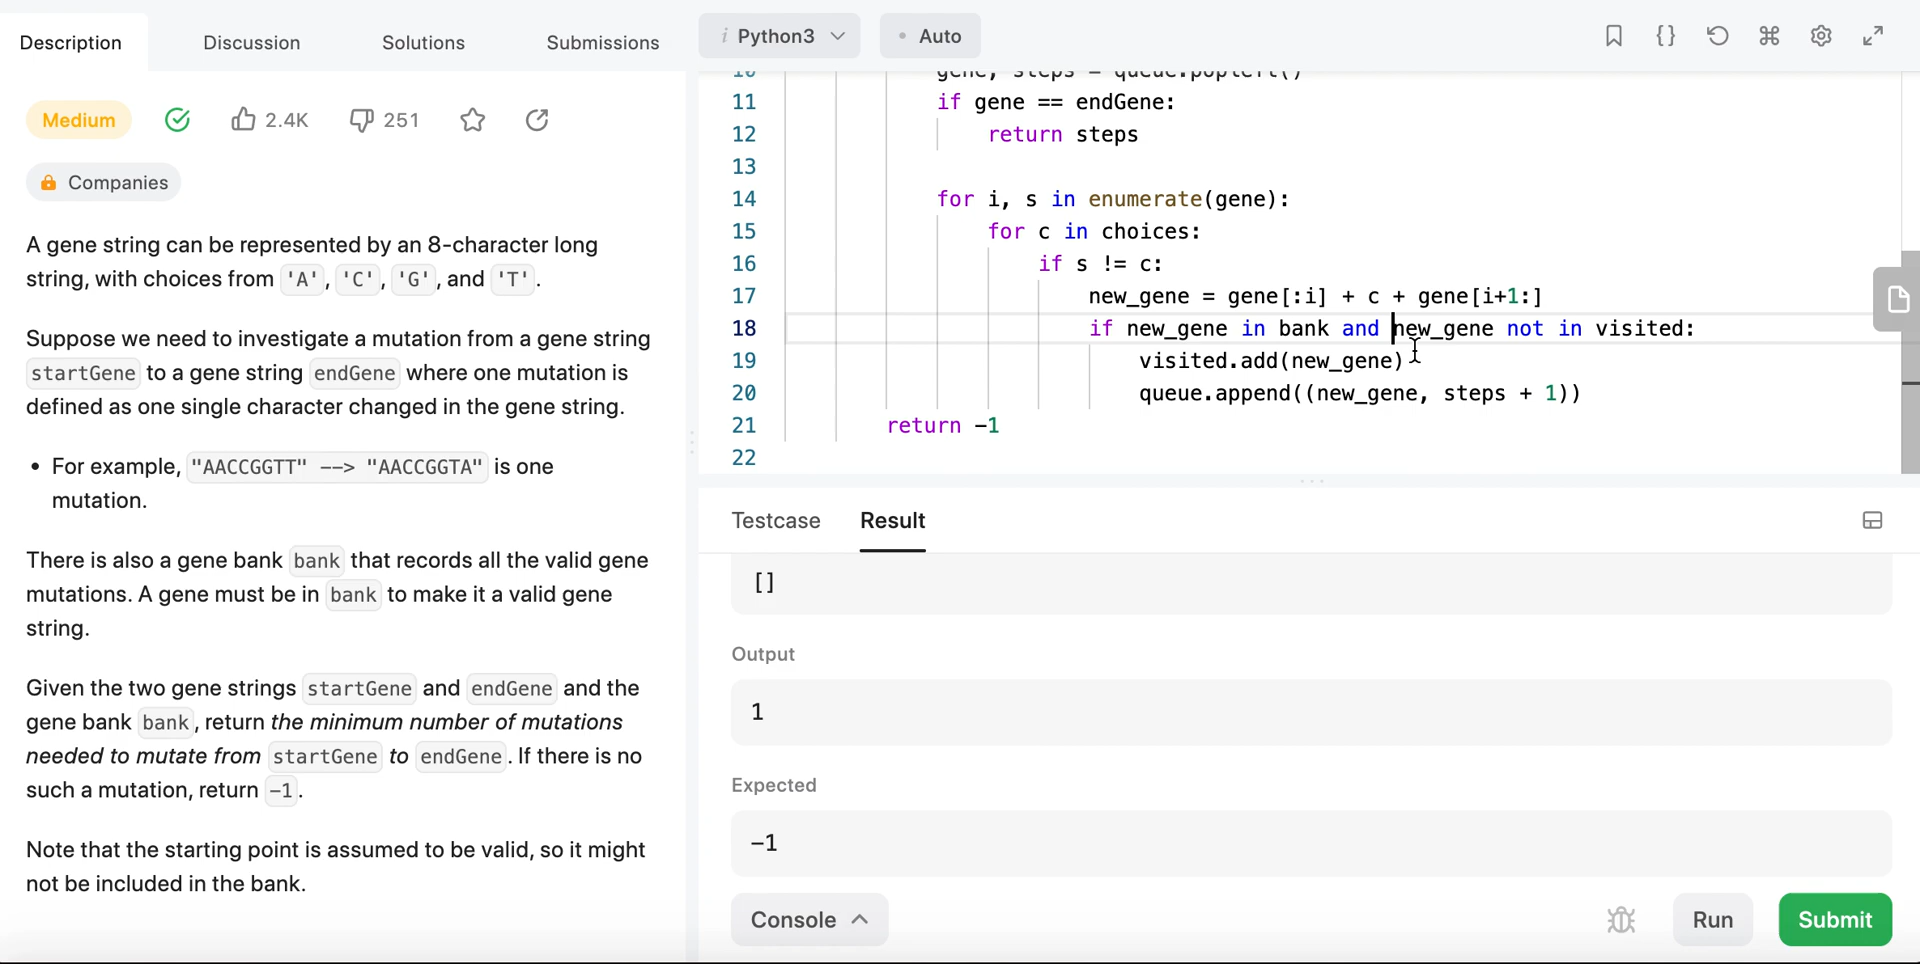 Description
Discussion
Solutions
Submissions
i Python3
• Auto
Medium
2.4K
251
Companies
A gene string can be represented by an 8-character long
string, with choices from 'A', 'C', 'G', and 'T'.
Suppose we need to investigate a mutation from a gene string
startGene to a gene string endGene where one mutation is
defined as one single character changed in the gene string.
• For example, "AACCGGTT" --> "AACCGGTA" is one
mutation.
There is also a gene bank bank that records all the valid gene
mutations. A gene must be in bank to make it a valid gene
string.
Given the two gene strings startGene and endGene and the
gene bank bank, return the minimum number of mutations
needed to mutate from startGene to endGene. If there is no
such a mutation, return -1.
Note that the starting point is assumed to be valid, so it might
not be included in the bank.
10 gene, steps = queue.popleft()
11 if gene == endGene:
12 return steps
13
14 for i, s in enumerate(gene):
15 for c in choices:
16 if s != c:
17 new_gene = gene[:i] + c + gene[i+1:]
18 if new_gene in bank and new_gene not in visited:
19 visited.add(new_gene)
20 queue.append((new_gene, steps + 1))
21 return -1
22
Testcase
Result
[]
Output
1
Expected
-1
Console
Run
Submit